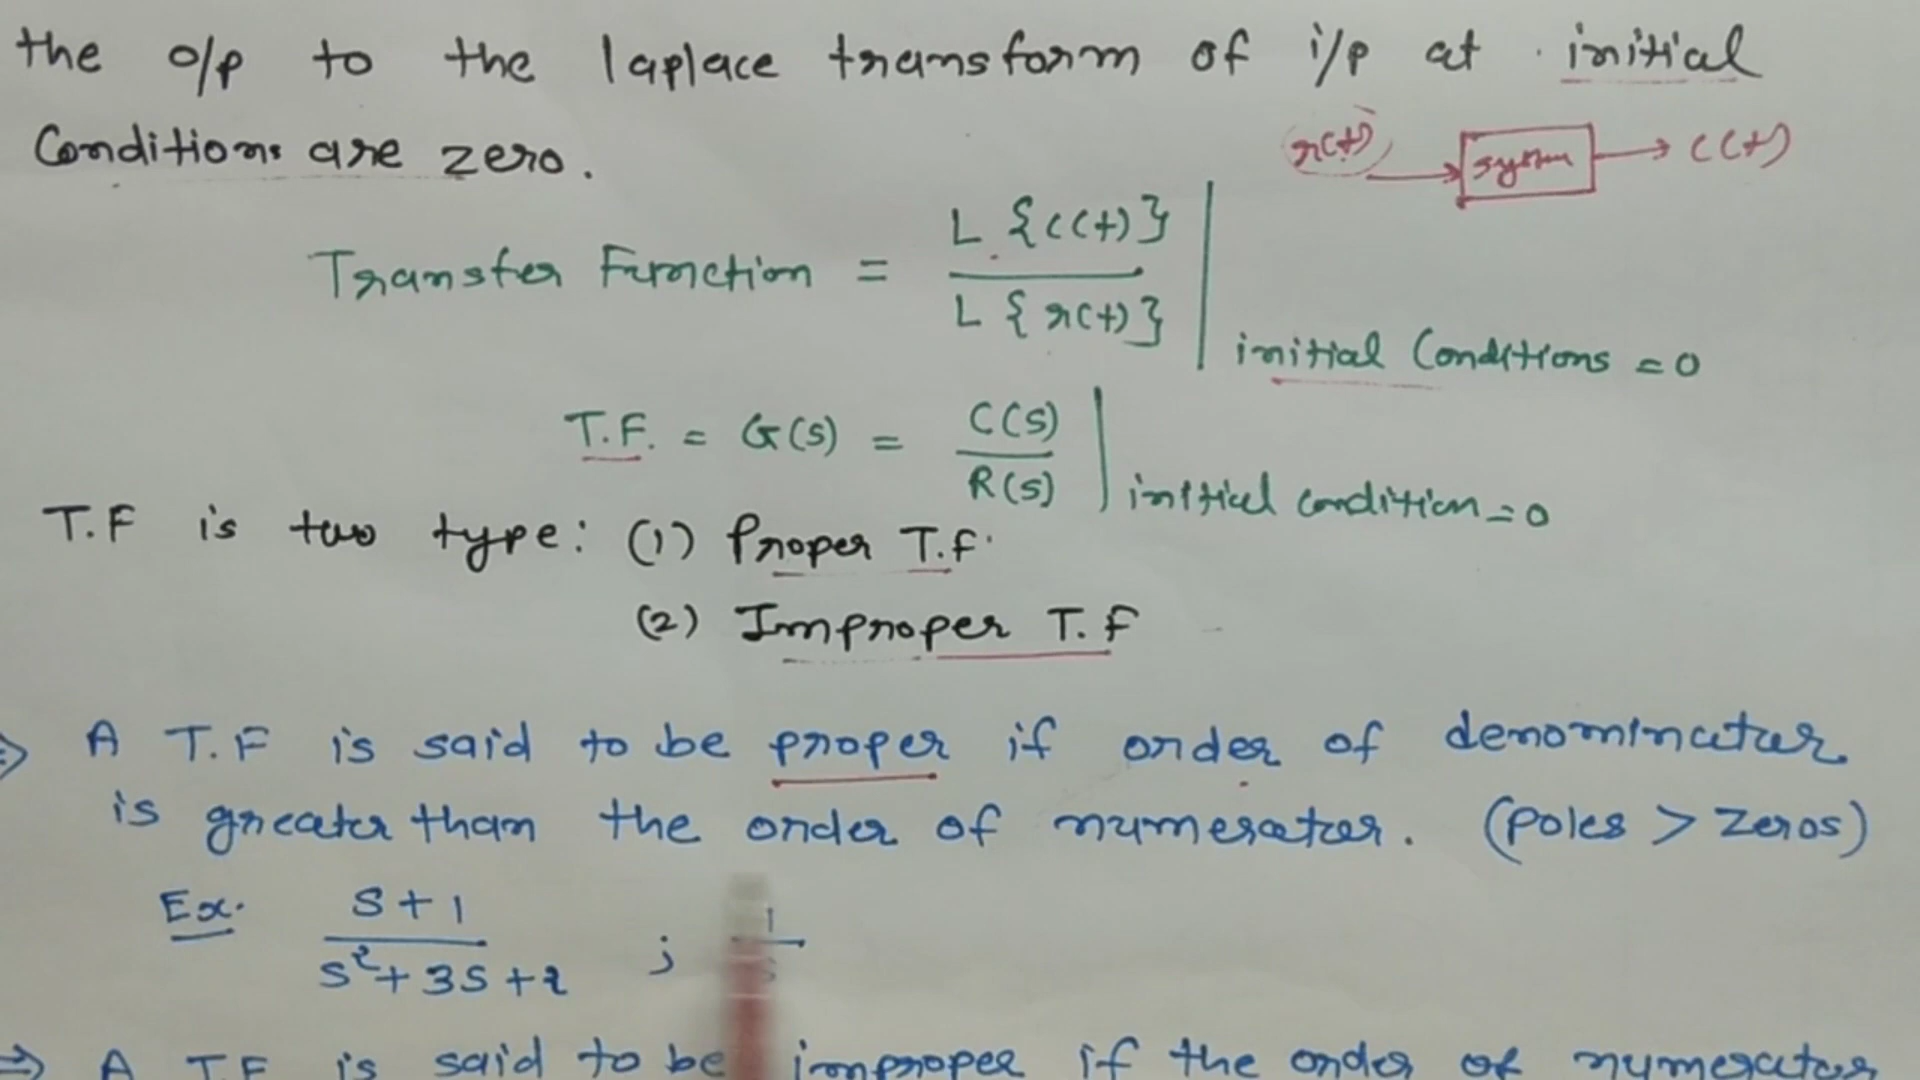 the o/p to the laplace transform of i/p at initial
Conditions are zero.
r(t) → system → C(t)
Transfer Function = L {c(t)} / L {r(t)} | initial Conditions = 0
T.F. = G(s) = C(s) / R(s) | initial condition = 0
T.F is two type: (1) Proper T.F.
(2) Improper T.F
⇒ A T.F is said to be proper if order of denominator
is greater than the order of numerator. (poles > zeros)
Ex. s+1 / s²+3s+2 ; 1 / s
⇒ A T.F is said to be improper if the order of numerator